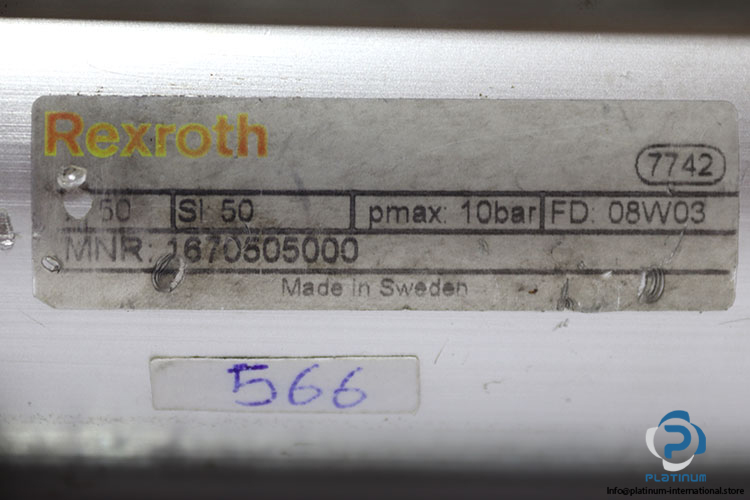 Rexroth
7742
50 SI: 50 pmax: 10bar FD: 08W03
MNR: 1670505000
Made in Sweden
566
PLATINUM
Info@platinum-international.store